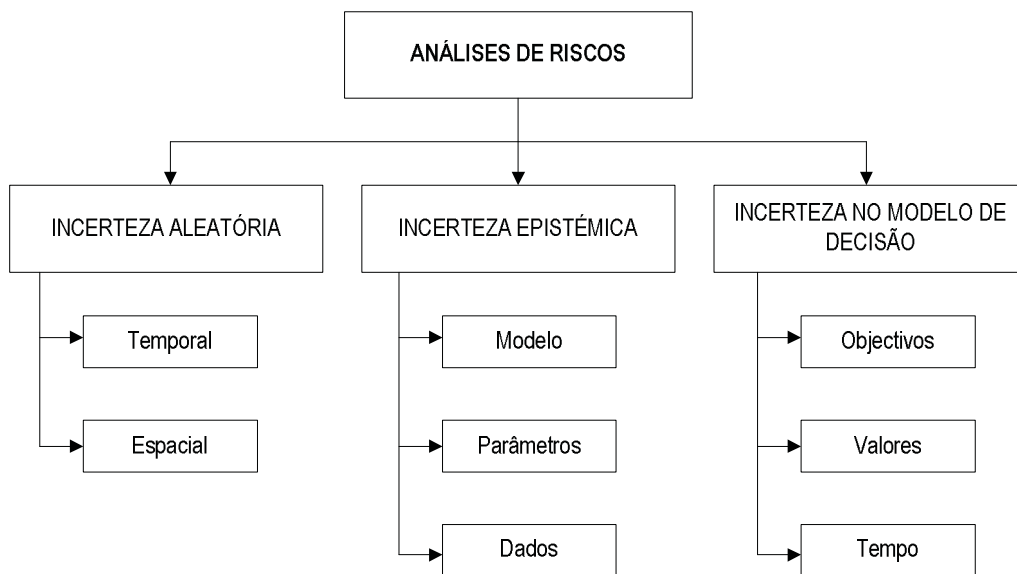 ANÁLISES DE RISCOS
INCERTEZA ALEATÓRIA
INCERTEZA EPISTÉMICA
INCERTEZA NO MODELO DE
DECISÃO
Temporal
Modelo
Objectivos
Espacial
Parâmetros
Valores
Dados
Tempo